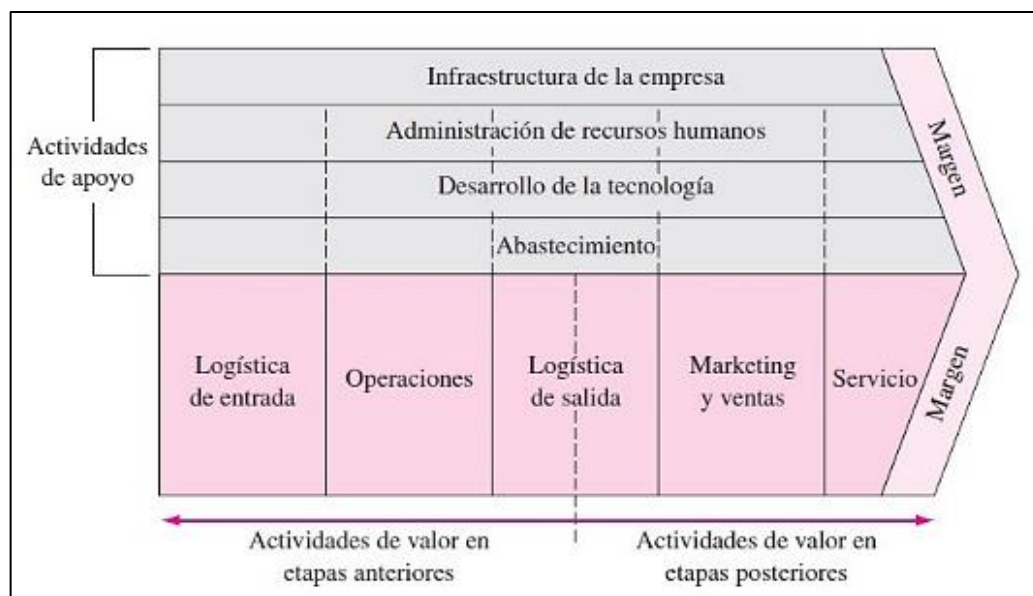 Infraestructura de la empresa
Administración de recursos humanos
Actividades
de apoyo
Desarrollo de la tecnología
Abastecimiento
Margen
Logística
de entrada
Operaciones
Logística
de salida
Marketing
y ventas
Servicio
Margen
Actividades de valor en
etapas anteriores
Actividades de valor en
etapas posteriores